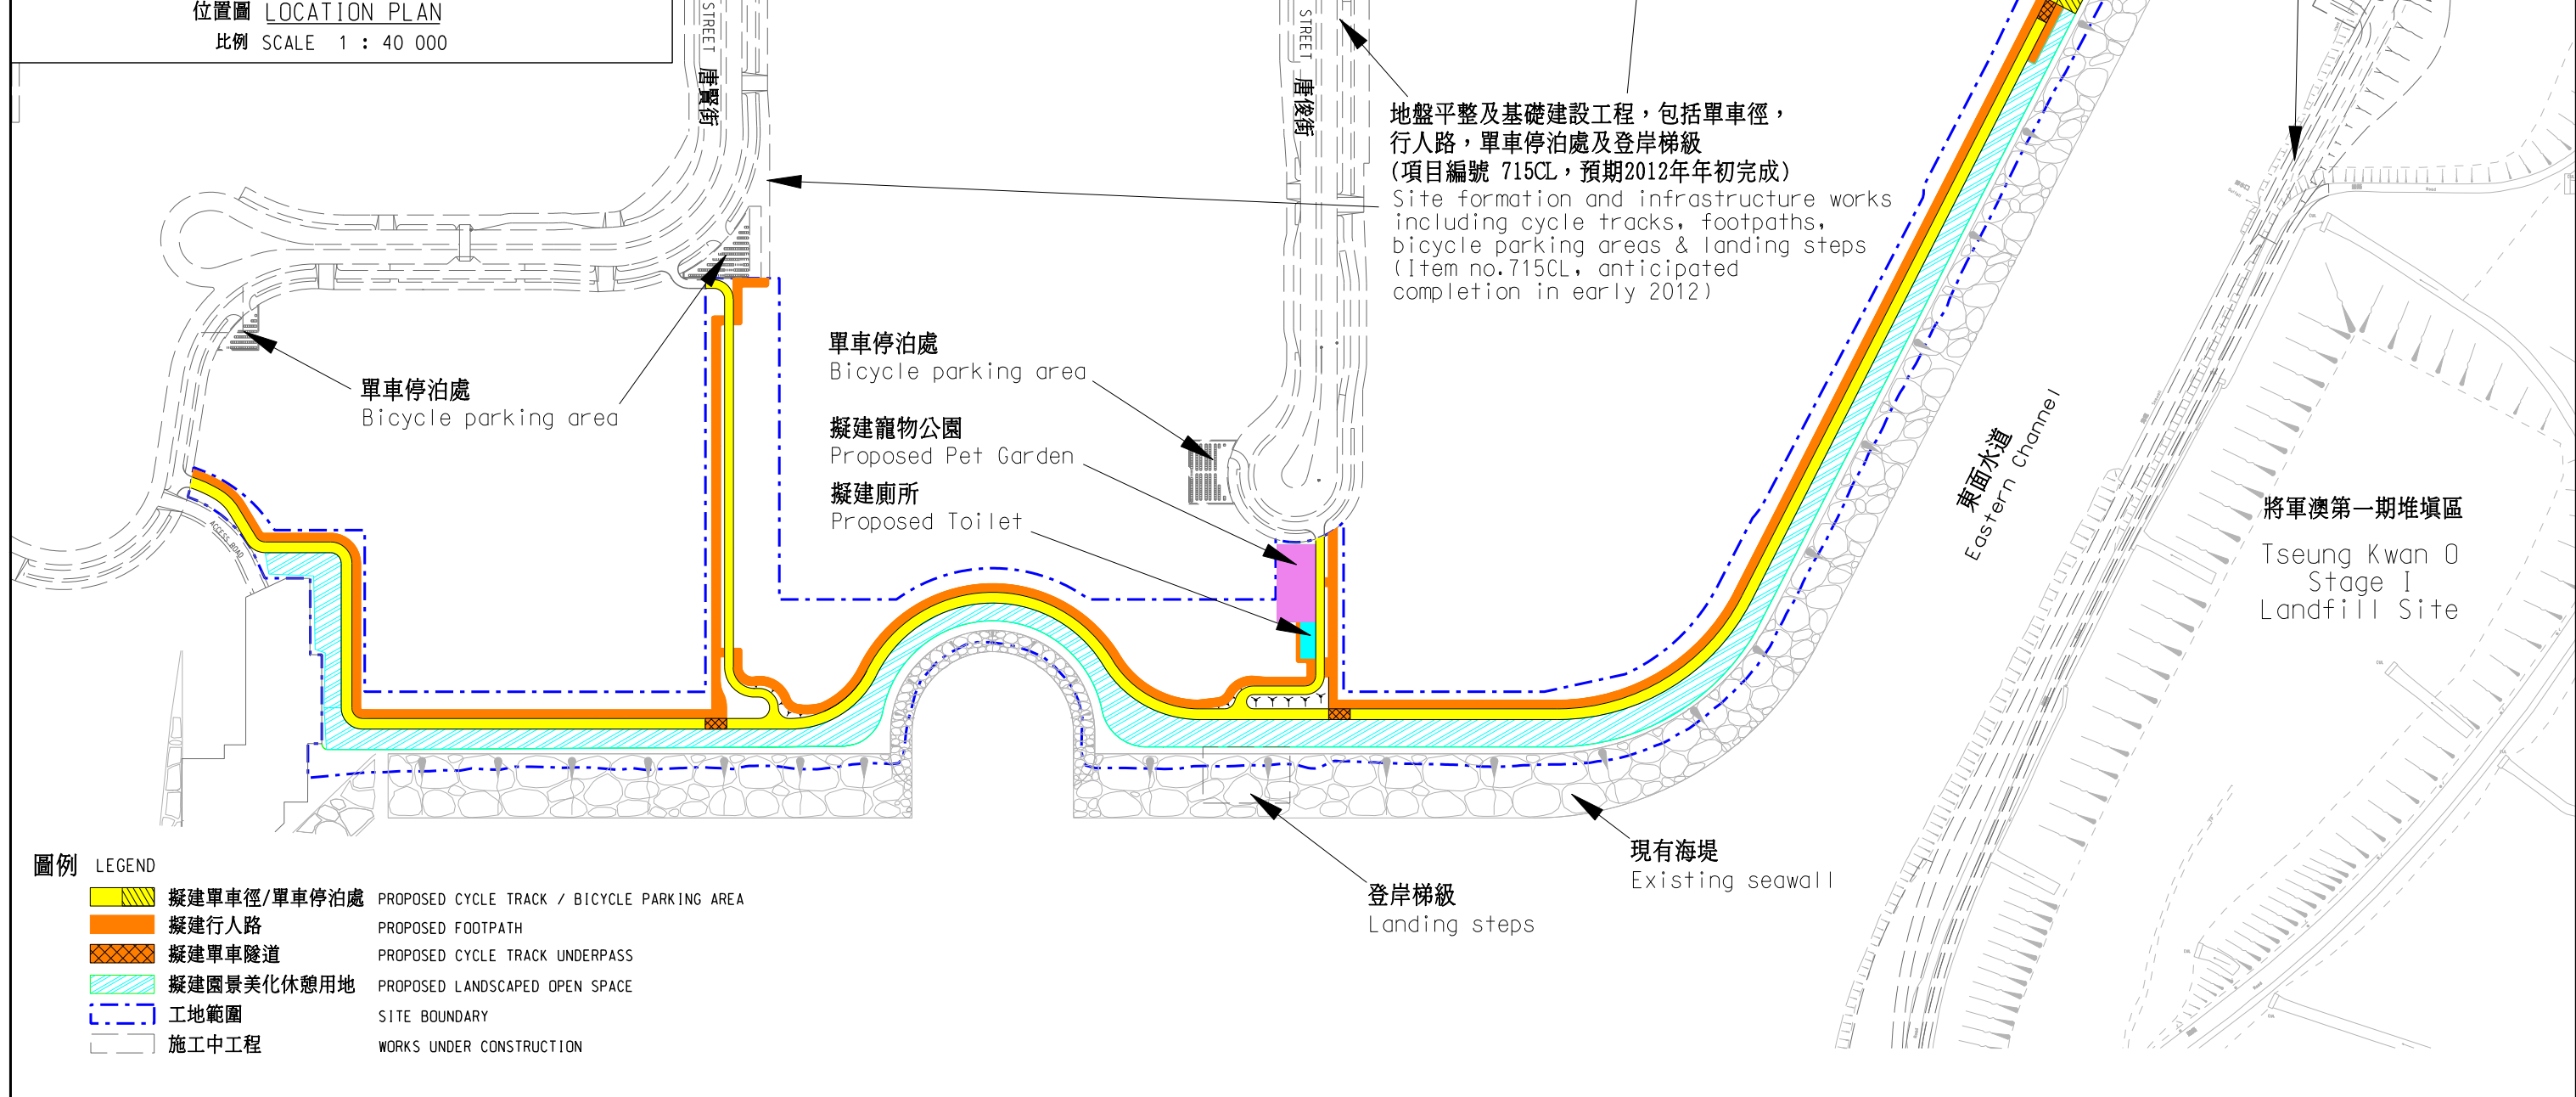 位置圖 LOCATION PLAN
比例 SCALE 1 : 40 000
STREET
唐賢街
STREET
唐俊街
地盤平整及基礎建設工程，包括單車徑，
行人路，單車停泊處及登岸梯級
(項目編號 715CL，預期2012年年初完成)
Site formation and infrastructure works
including cycle tracks, footpaths,
bicycle parking areas & landing steps
(Item no.715CL, anticipated
completion in early 2012)
單車停泊處
Bicycle parking area
單車停泊處
Bicycle parking area
擬建寵物公園
Proposed Pet Garden
擬建廁所
Proposed Toilet
ACCESS ROAD
東面水道
Eastern Channel
將軍澳第一期堆填區
Tseung Kwan O
Stage I
Landfill Site
現有海堤
Existing seawall
登岸梯級
Landing steps
圖例 LEGEND
擬建單車徑/單車停泊處 PROPOSED CYCLE TRACK / BICYCLE PARKING AREA
擬建行人路 PROPOSED FOOTPATH
擬建單車隧道 PROPOSED CYCLE TRACK UNDERPASS
擬建園景美化休憩用地 PROPOSED LANDSCAPED OPEN SPACE
工地範圍 SITE BOUNDARY
施工中工程 WORKS UNDER CONSTRUCTION